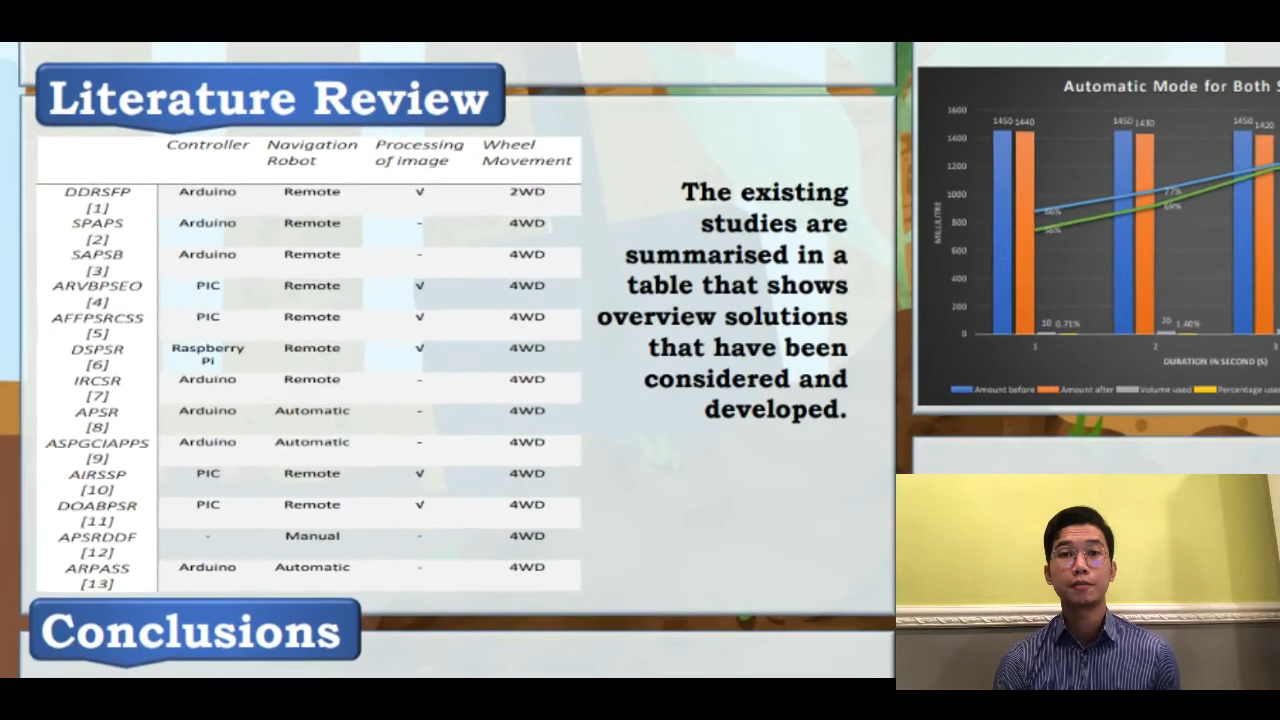 Literature Review
Controller Navigation Robot Processing of image Wheel Movement
DDRSFP [1] Arduino Remote √ 2WD
SPAPS [2] Arduino Remote - 4WD
SAPSB [3] Arduino Remote - 4WD
ARVBPSEO [4] PIC Remote √ 4WD
AFFPSRCSS [5] PIC Remote √ 4WD
DSPSR [6] Raspberry Pi Remote √ 4WD
IRCSR [7] Arduino Remote - 4WD
APSR [8] Arduino Automatic - 4WD
ASPGCIAPPS [9] Arduino Automatic - 4WD
AIRSSP [10] PIC Remote √ 4WD
DOABPSR [11] PIC Remote √ 4WD
APSRDDF [12] - Manual - 4WD
ARPASS [13] Arduino Automatic - 4WD
The existing
studies are
summarised in a
table that shows
overview solutions
that have been
considered and
developed.
Conclusions
Automatic Mode for Both S
MILLILITRE
1600
1400
1200
1000
800
600
400
200
0
1450 1440 1450 1430 1450 1420
77%
69%
10 0.71% 20 1.40%
1 2 3
DURATION IN SECOND (S)
Amount before Amount after Volume used Percentage use